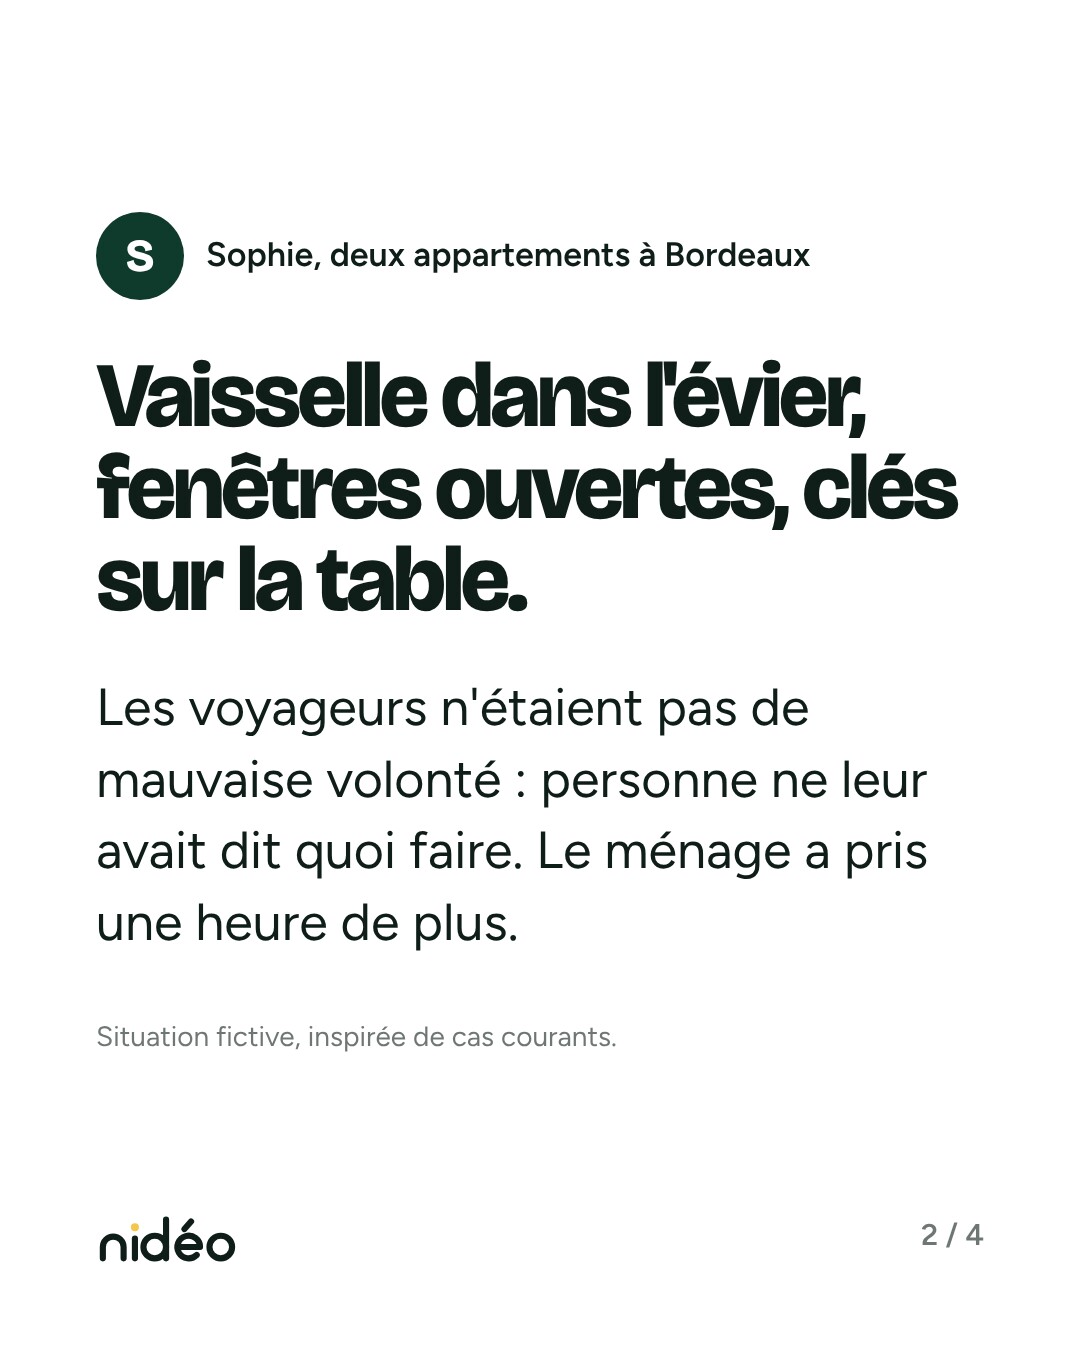 S
Sophie, deux appartements à Bordeaux
Vaisselle dans l'évier,
fenêtres ouvertes, clés
sur la table.
Les voyageurs n'étaient pas de
mauvaise volonté : personne ne leur
avait dit quoi faire. Le ménage a pris
une heure de plus.
Situation fictive, inspirée de cas courants.
nidéo
2 / 4